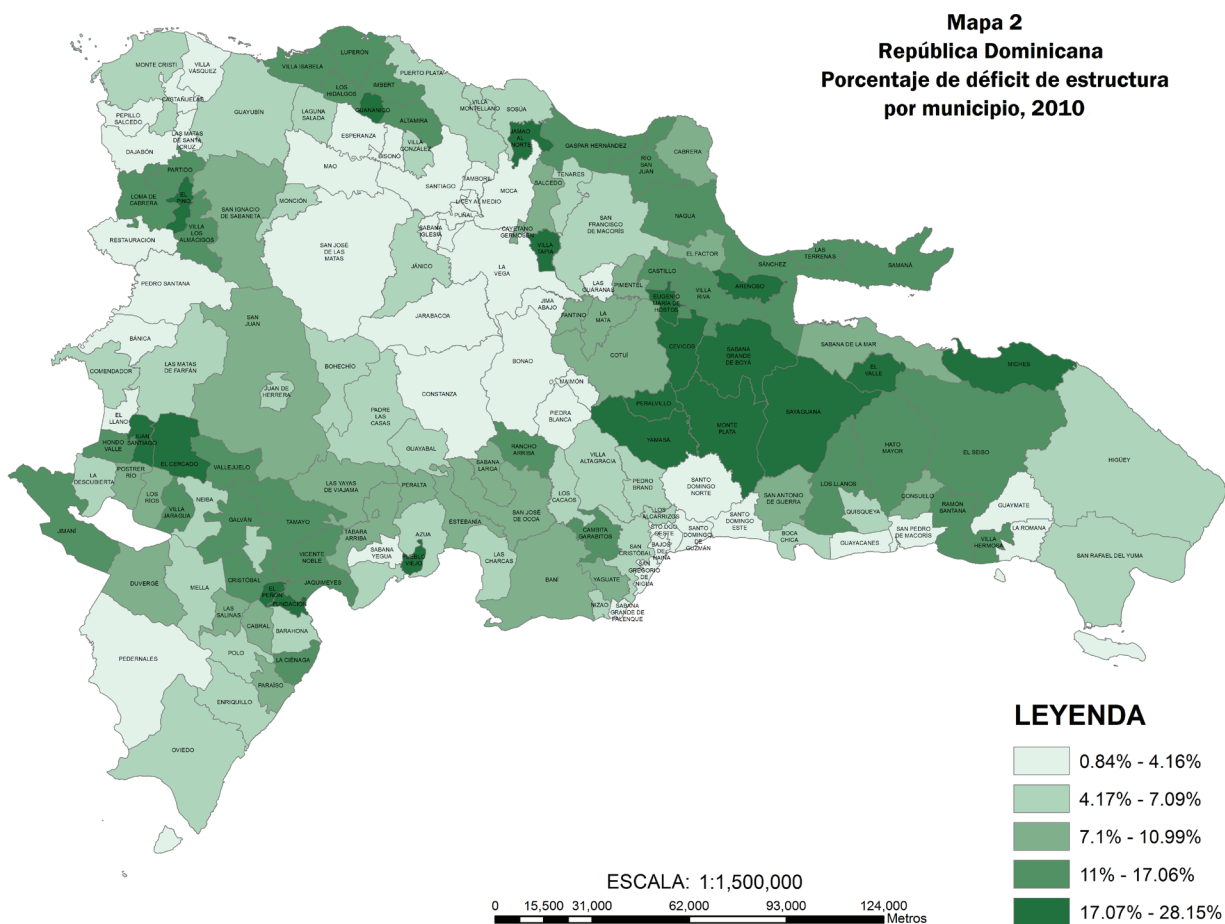 Mapa 2
República Dominicana
Porcentaje de déficit de estructura
por municipio, 2010
MONTE CRISTI
VILLA
VÁSQUEZ
CASTAÑUELAS
PEPILLO
SALCEDO
LAS MATAS
DE SANTA
CRUZ
DAJABÓN
GUAYUBÍN
VILLA ISABELA
LUPERÓN
LOS
HIDALGOS
IMBERT
GUANANICO
ALTAMIRA
PUERTO PLATA
VILLA
MONTELLANO
SOSÚA
LAGUNA
SALADA
ESPERANZA
BISONÓ
VILLA
GONZÁLEZ
MAO
JAMAO AL
NORTE
GASPAR HERNÁNDEZ
RÍO
SAN
JUAN
CABRERA
PARTIDO
LOMA DE
CABRERA
EL
PINO
VILLA
LOS
ALMÁCIGOS
SAN IGNACIO
DE SABANETA
MONCIÓN
SANTIAGO
TAMBORIL
LICEY AL MEDIO
PUÑAL
MOCA
SALCEDO
TENARES
SAN
FRANCISCO
DE MACORÍS
NAGUA
RESTAURACIÓN
SAN JOSÉ
DE LAS
MATAS
SABANA
IGLESIA
JÁNICO
CAYETANO
GERMOSÉN
VILLA
TAPIA
EL FACTOR
SÁNCHEZ
LAS
TERRENAS
SAMANÁ
PEDRO SANTANA
LA
VEGA
LAS
GUÁRANAS
PIMENTEL
CASTILLO
VILLA
RIVA
ARENOSO
EUGENIO
MARÍA DE
HOSTOS
JIMA
ABAJO
FANTINO
LA
MATA
COTUÍ
CEVICOS
SABANA
GRANDE
DE BOYÁ
SABANA DE LA MAR
EL
VALLE
MICHES
BÁNICA
SAN
JUAN
JARABACOA
COMENDADOR
LAS MATAS
DE FARFÁN
BOHECHÍO
BONAO
CONSTANZA
MAIMÓN
PIEDRA
BLANCA
JUAN DE
HERRERA
PADRE
LAS
CASAS
PERALVILLO
YAMASÁ
MONTE
PLATA
BAYAGUANA
EL
LLANO
HONDO
VALLE
JUAN
SANTIAGO
EL CERCADO
VALLEJUELO
GUAYABAL
RANCHO
ARRIBA
VILLA
ALTAGRACIA
HATO
MAYOR
EL SEIBO
HIGÜEY
LA
DESCUBIERTA
POSTRER
RÍO
LOS
RÍOS
VILLA
JARAGUA
NEIBA
GALVÁN
TAMAYO
LAS YAYAS
DE VIAJAMA
PERALTA
SABANA
LARGA
SAN JOSÉ
DE OCOA
LOS
CACAOS
PEDRO
BRAND
SANTO
DOMINGO
NORTE
SANTO
DOMINGO
ESTE
SAN ANTONIO
DE GUERRA
LOS LLANOS
QUISQUEYA
CONSUELO
RAMÓN
SANTANA
GUAYMATE
LA ROMANA
VILLA
HERMOSA
SAN RAFAEL DEL YUMA
JIMANÍ
DUVERGÉ
MELLA
CRISTÓBAL
VICENTE
NOBLE
JAQUIMEYES
TÁBARA
ARRIBA
SABANA
YEGUA
AZUA
PUEBLO
VIEJO
ESTEBANÍA
LAS
CHARCAS
BANÍ
CAMBITA
GARABITOS
YAGUATE
NIZAO
LOS
ALCARRIZOS
STO DGO
OESTE
SANTO
DOMINGO DE
GUZMÁN
BAJOS
DE
HAINA
SAN
CRISTÓBAL
SAN
GREGORIO DE
NIGUA
SABANA
GRANDE DE
PALENQUE
BOCA
CHICA
GUAYACANES
SAN PEDRO
DE MACORÍS
EL
PEÑÓN
FUNDACIÓN
LAS
SALINAS
CABRAL
BARAHONA
POLO
LA CIÉNAGA
PARAÍSO
PEDERNALES
ENRIQUILLO
OVIEDO
LEYENDA
0.84% - 4.16%
4.17% - 7.09%
7.1% - 10.99%
11% - 17.06%
17.07% - 28.15%
ESCALA: 1:1,500,000
0 15,500 31,000 62,000 93,000 124,000
Metros